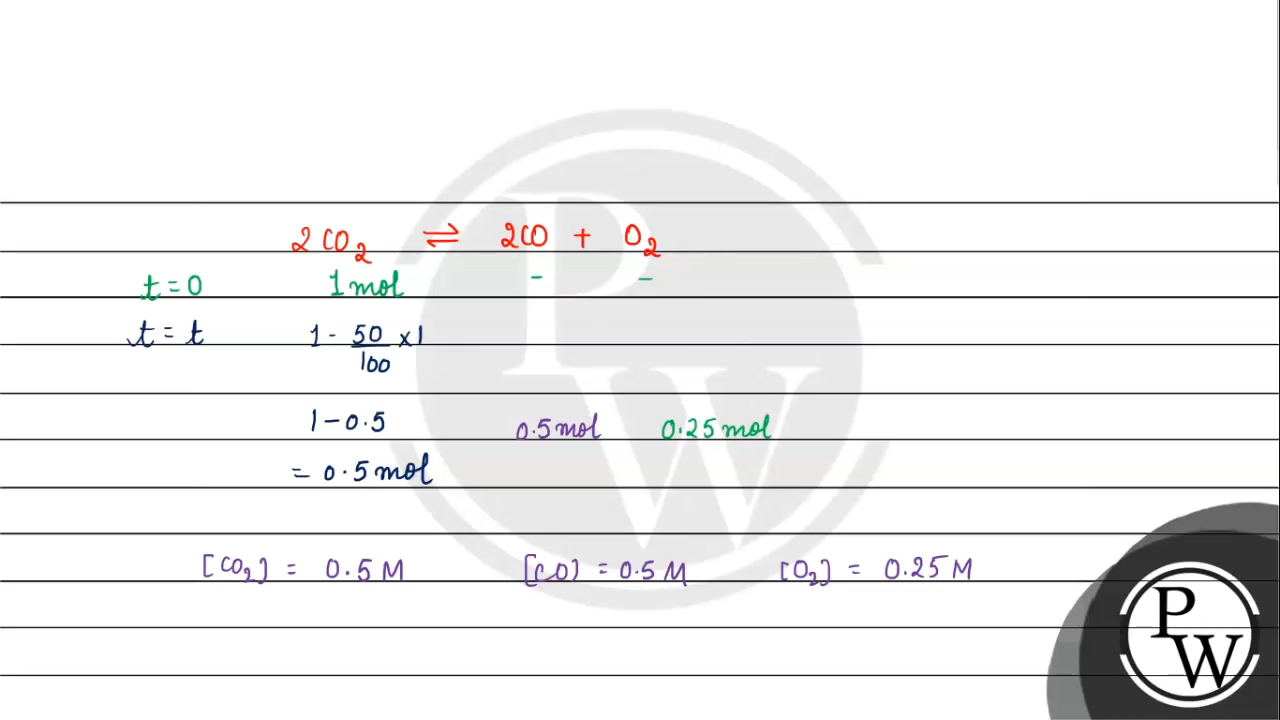 2CO₂ ⇌ 2CO + O₂
t = 0 1 mol - -
t = t 1 - 50/100 × 1
1 - 0.5 0.5 mol 0.25 mol
= 0.5 mol
[CO₂] = 0.5 M [CO] = 0.5 M [O₂] = 0.25 M
PW
PW